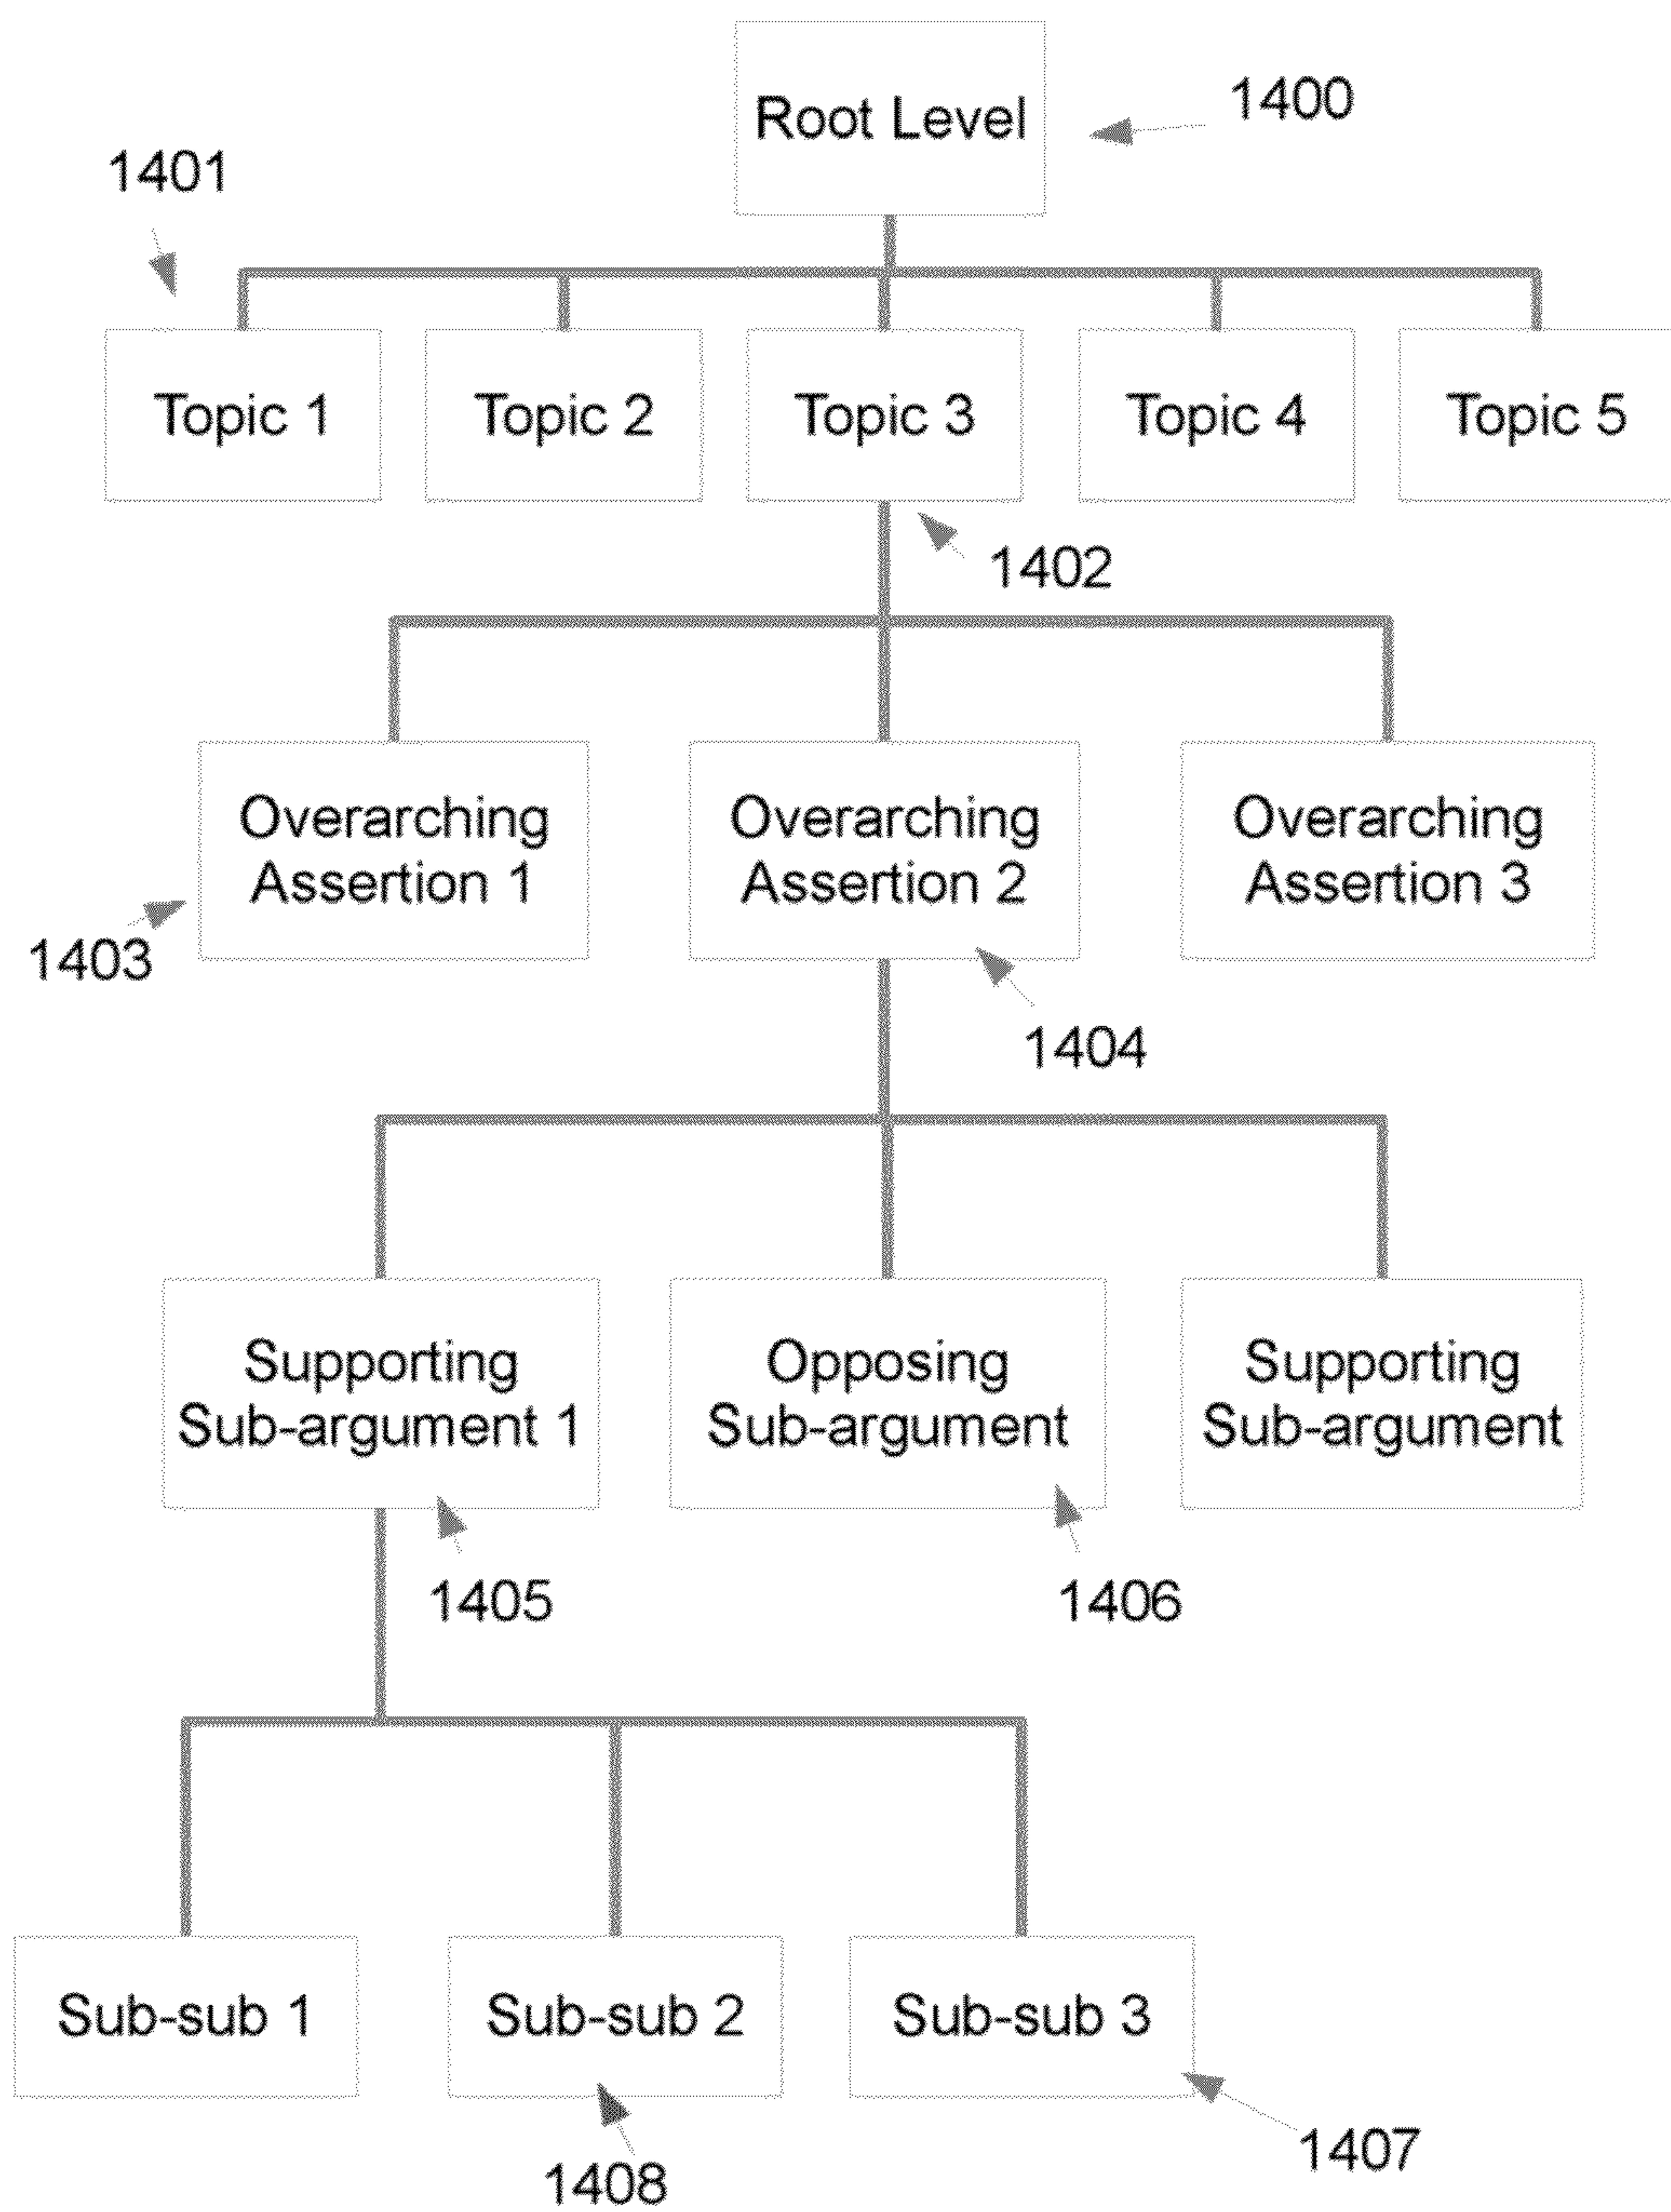 Root Level
1400
1401
Topic 1
Topic 2
Topic 3
Topic 4
Topic 5
1402
Overarching
Assertion 1
Overarching
Assertion 2
Overarching
Assertion 3
1403
1404
Supporting
Sub-argument 1
Opposing
Sub-argument
Supporting
Sub-argument
1405
1406
Sub-sub 1
Sub-sub 2
Sub-sub 3
1407
1408